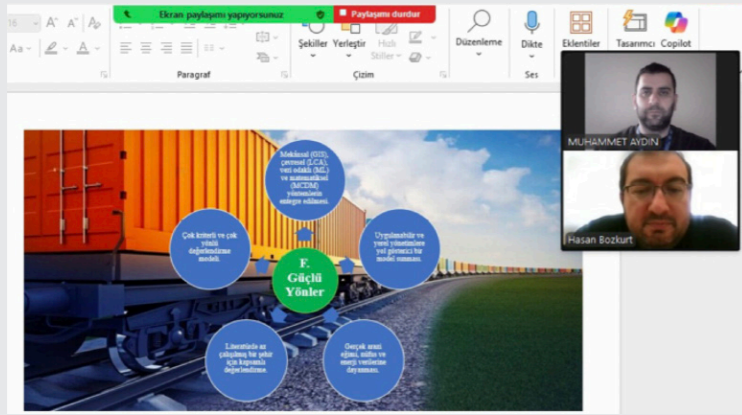 Ekran paylaşımı yapıyorsunuz
Paylaşımı durdur
16
Aa
A
Paragraf
Şekiller
Yerleştir
Hızlı
Stiller
Çizim
Düzenleme
Dikte
Ses
Eklentiler
Tasarımcı
Copilot
MUHAMMET AYDIN
Hasan Bozkurt
Mekânsal (GIS),
çevresel (LCA),
veri odaklı (ML)
ve matematiksel
(MCDM)
yöntemlerin
entegre edilmesi.
Çok kriterli ve çok
yönlü
değerlendirme
modeli.
Uygulanabilir ve
yerel yönetimlere
yol gösterici bir
model sunması.
F.
Güçlü
Yönler
Literatürde az
çalışılmış bir şehir
için kapsamlı
değerlendirme.
Gerçek arazi
eğimi, nüfus ve
enerji verilerine
dayanması.